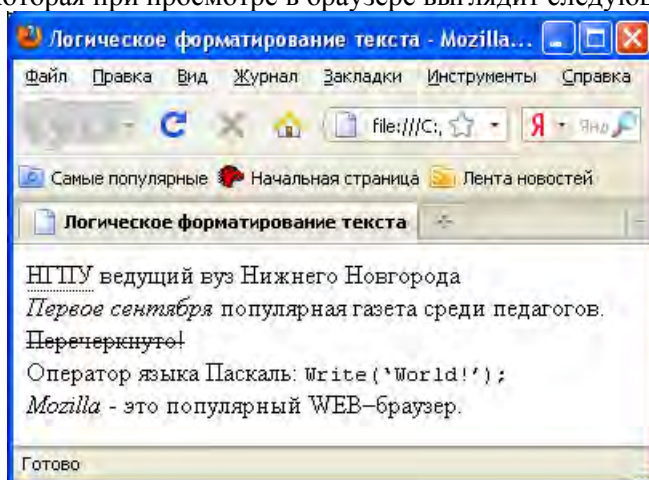 которая при просмотре в браузере выглядит следую
Логическое форматирование текста - Mozilla...
Файл Правка Вид Журнал Закладки Инструменты Справка
file:///C:, Я Янд
Самые популярные Начальная страница Лента новостей
Логическое форматирование текста
НГПУ ведущий вуз Нижнего Новгорода
Первое сентября популярная газета среди педагогов.
Перечеркнуто!
Оператор языка Паскаль: Write(‘World!’);
Mozilla - это популярный WEB–браузер.
Готово